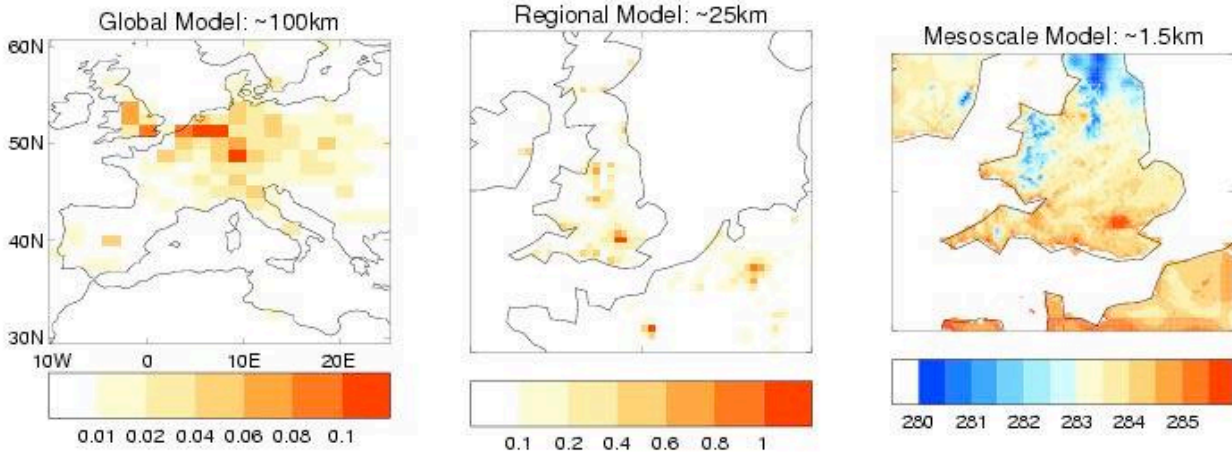 Global Model: ~100km
60N
50N
40N
30N
10W 0 10E 20E
0.01 0.02 0.04 0.06 0.08 0.1
Regional Model: ~25km
0.1 0.2 0.4 0.6 0.8 1
Mesoscale Model: ~1.5km
280 281 282 283 284 285